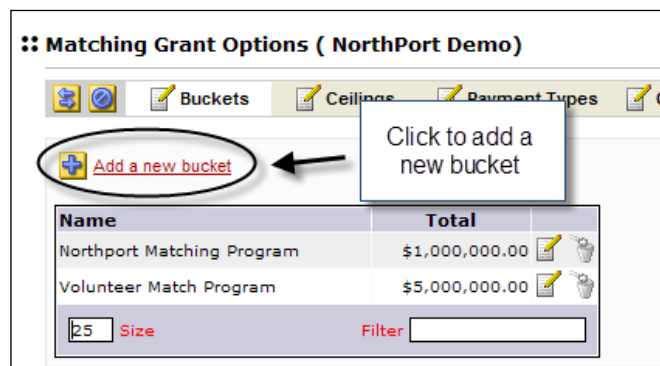 :: Matching Grant Options ( NorthPort Demo)
Buckets Ceilings Payment Types
Click to add a
new bucket
Add a new bucket
Name Total
Northport Matching Program $1,000,000.00
Volunteer Match Program $5,000,000.00
25 Size Filter